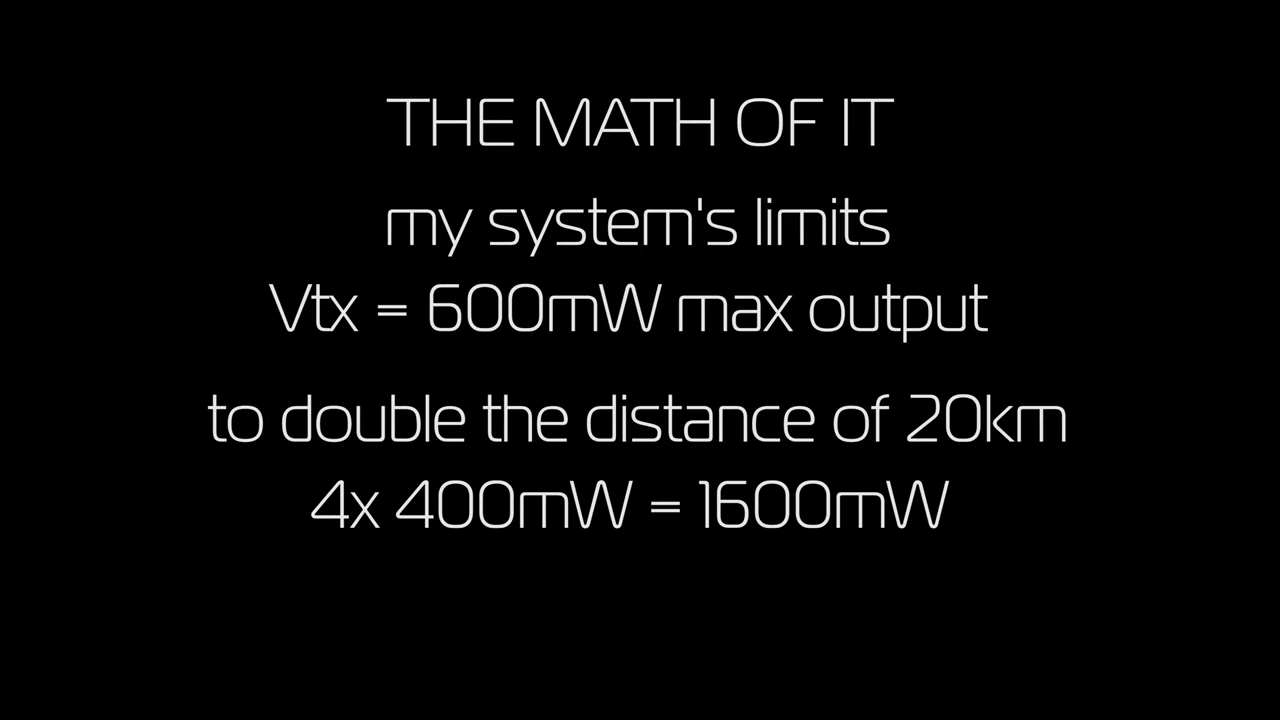 THE MATH OF IT
my system's limits
Vtx = 600mW max output
to double the distance of 20km
4x 400mW = 1600mW